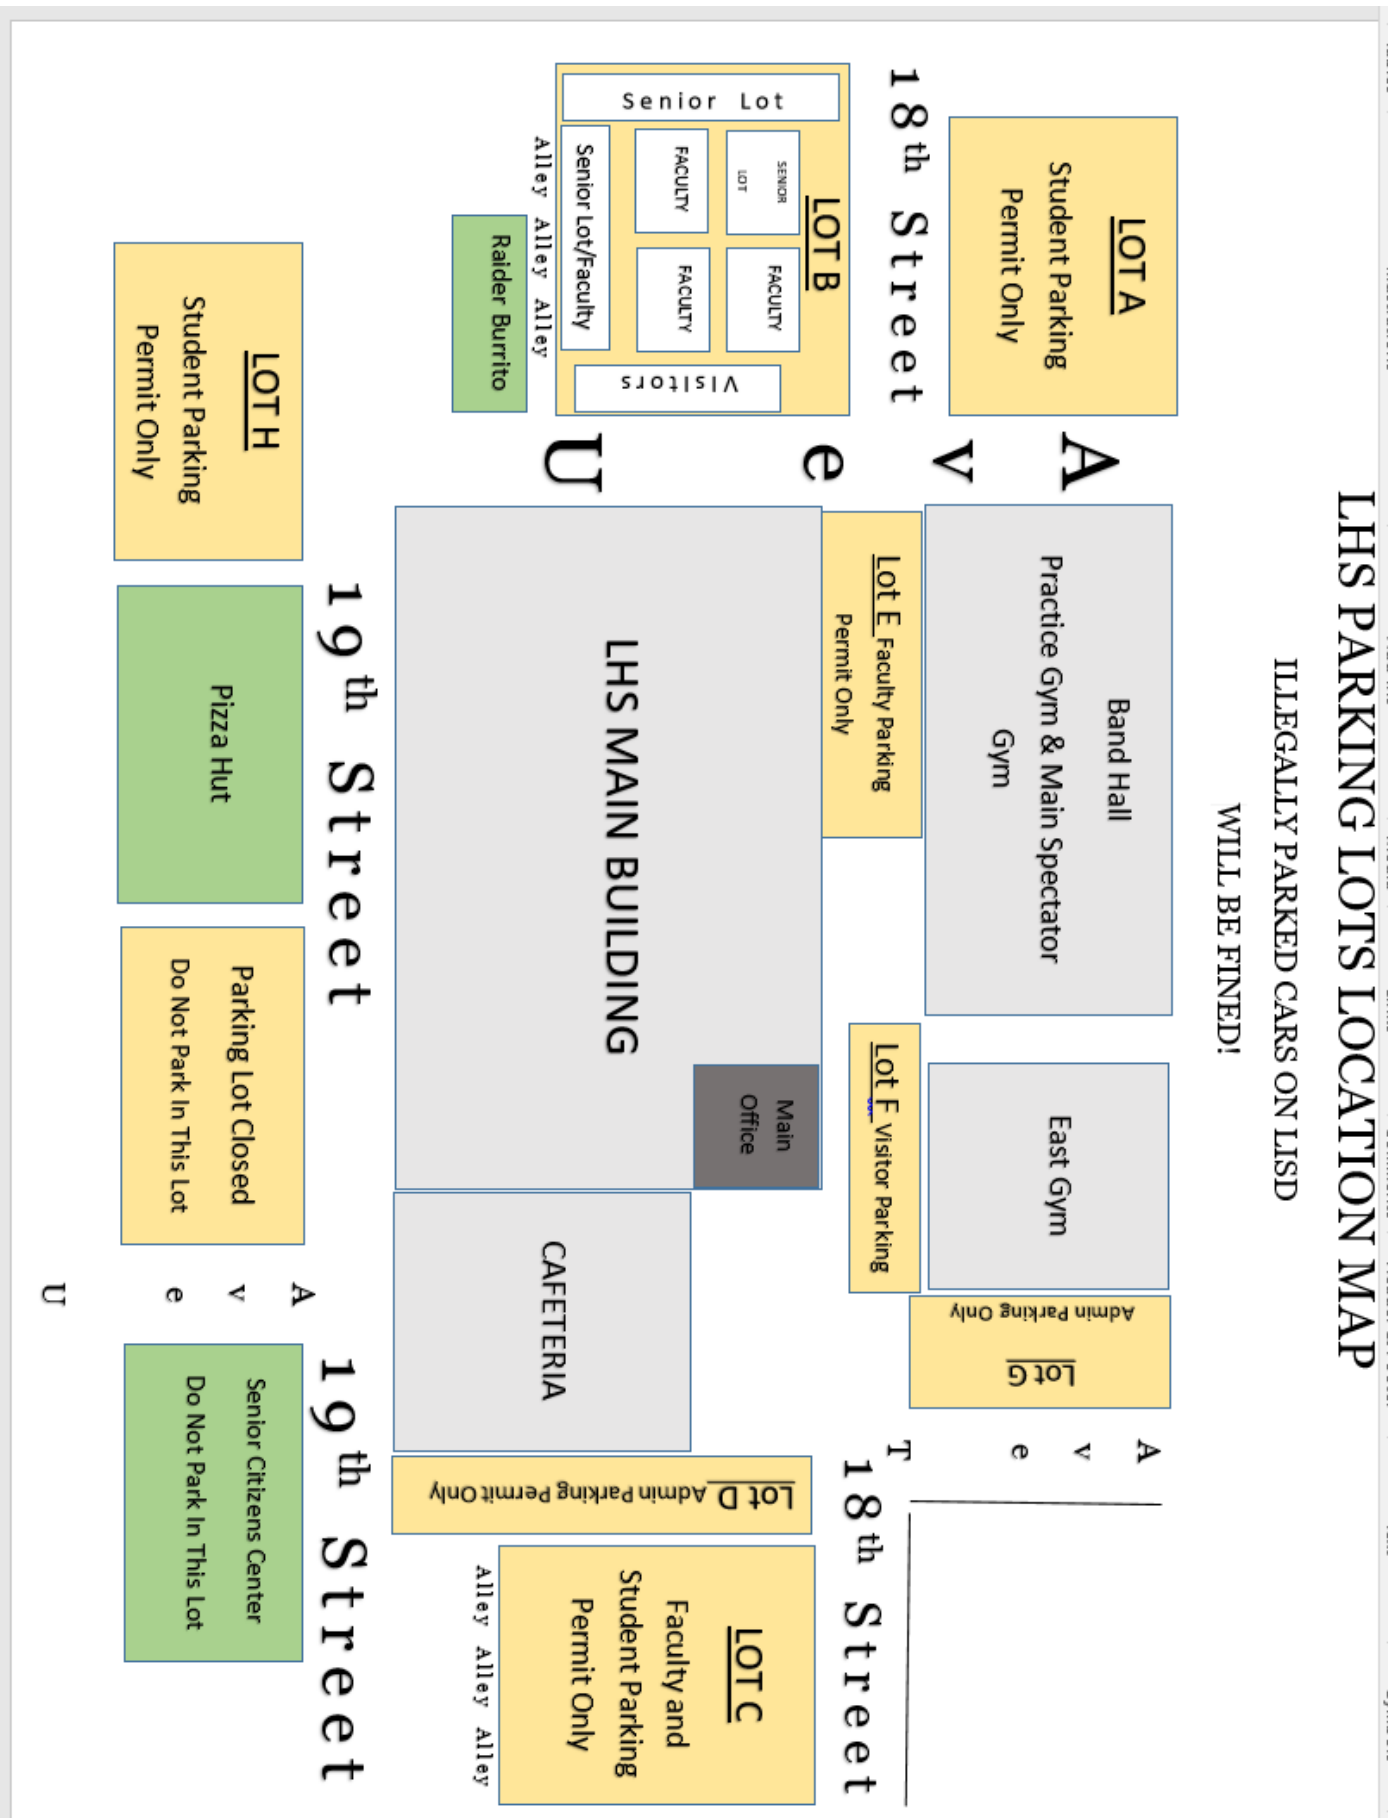 LHS PARKING LOTS LOCATION MAP
ILLEGALLY PARKED CARS ON LISD
WILL BE FINED!
LOT A
Student Parking
Permit Only
Band Hall
Practice Gym & Main Spectator
Gym
East Gym
Admin Parking Only
Lot G
A
v
e
T
18th Street
A
v
e
U
Lot E Faculty Parking
Permit Only
Lot F Visitor Parking
18th Street
LOT B
Senior Lot
SENIOR
LOT
FACULTY
FACULTY
FACULTY
Senior Lot/Faculty
Visitors
Alley Alley Alley
Raider Burrito
LHS MAIN BUILDING
Main
Office
CAFETERIA
Lot D Admin Parking Permit Only
LOT C
Faculty and
Student Parking
Permit Only
Alley Alley Alley
19th Street
19th Street
LOT H
Student Parking
Permit Only
Pizza Hut
Parking Lot Closed
Do Not Park In This Lot
A
v
e
U
Senior Citizens Center
Do Not Park In This Lot